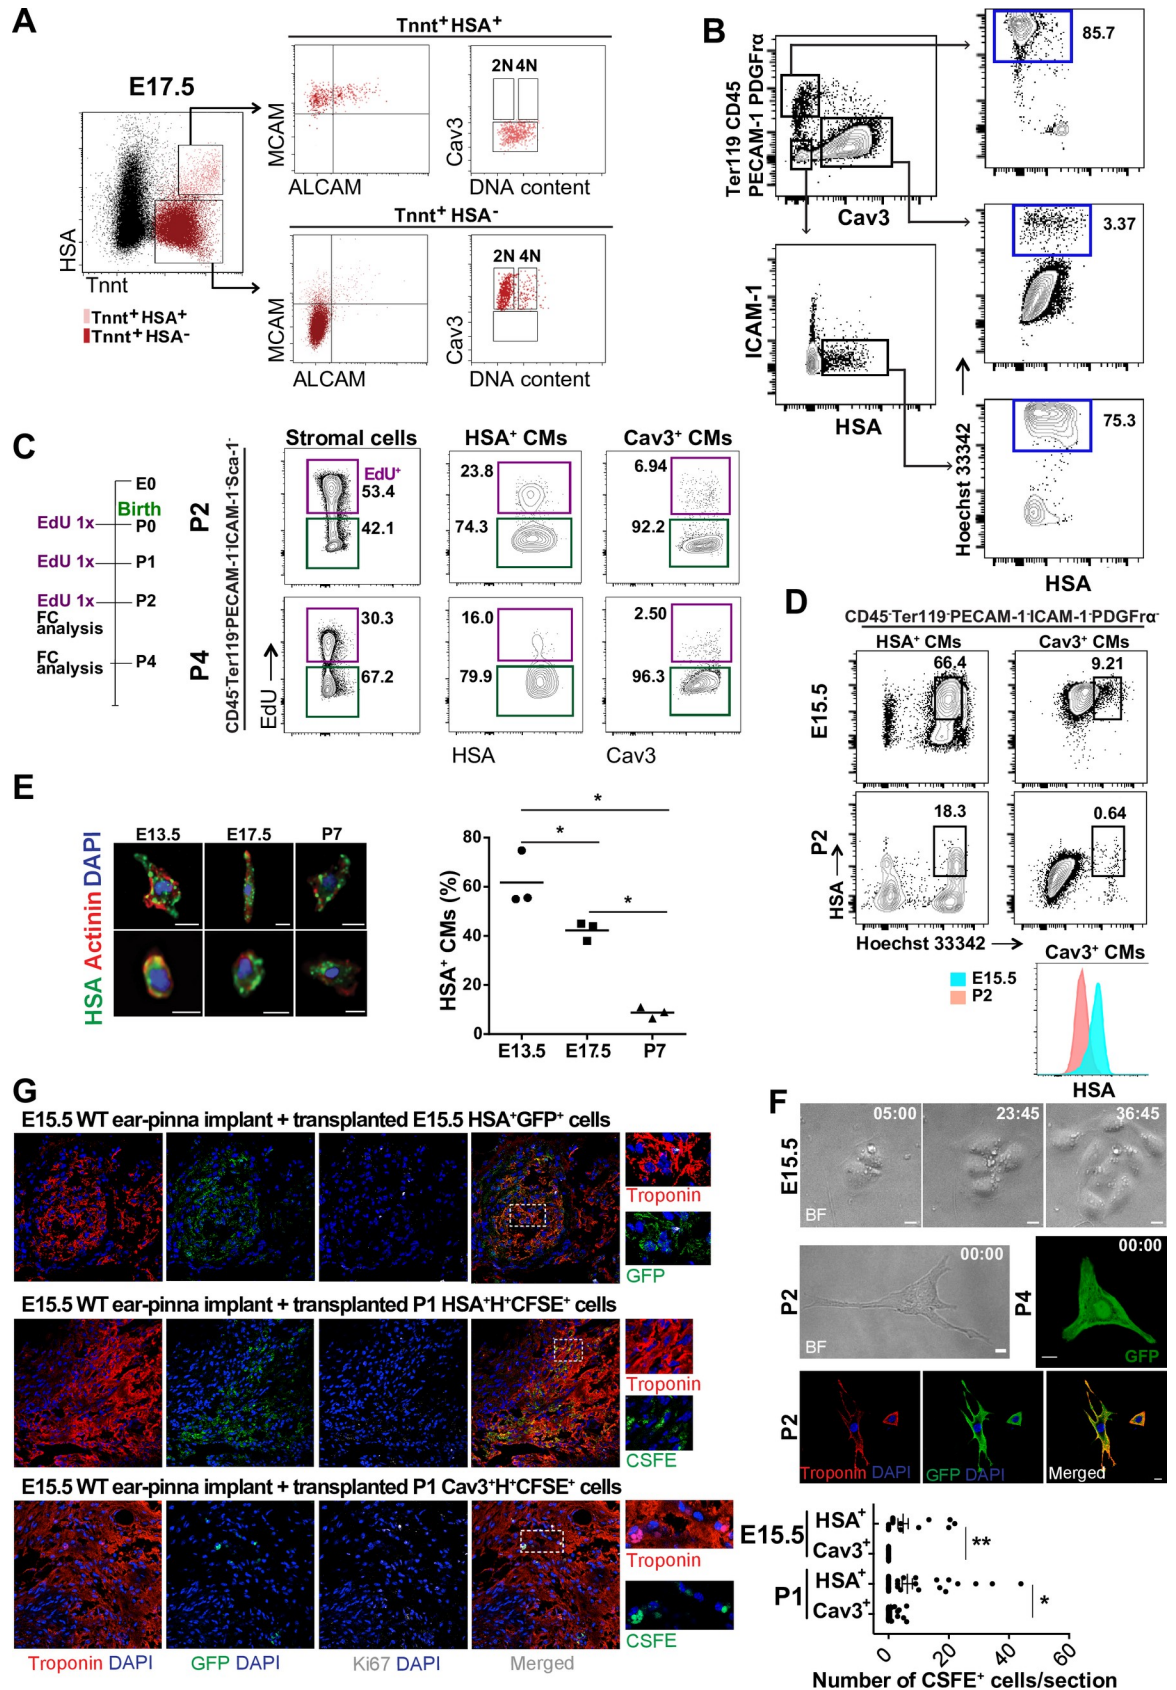 A
Tnnt+HSA+
E17.5
HSA
Tnnt
Tnnt+HSA+
Tnnt+HSA-
MCAM
ALCAM
2N 4N
Cav3
DNA content
Tnnt+HSA-
MCAM
ALCAM
2N 4N
Cav3
DNA content
B
Ter119 CD45
PECAM-1 PDGFrα
Cav3
85.7
3.37
ICAM-1
HSA
75.3
Hoechst 33342
HSA
C
E0
Birth
EdU 1x
P0
EdU 1x
P1
EdU 1x
P2
FC
analysis
FC
analysis
P4
P2
P4
CD45-Ter119-PECAM-1-ICAM-1-Sca-1-
Stromal cells
HSA+ CMs
Cav3+ CMs
EdU+
53.4
42.1
23.8
74.3
6.94
92.2
30.3
67.2
16.0
79.9
2.50
96.3
EdU
HSA
Cav3
D
CD45-Ter119-PECAM-1-ICAM-1-PDGFrα-
HSA+ CMs
Cav3+ CMs
E15.5
66.4
9.21
P2
18.3
0.64
HSA
Hoechst 33342
Cav3+ CMs
E15.5
P2
HSA
E
HSA Actinin DAPI
E13.5
E17.5
P7
HSA+ CMs (%)
80
60
40
20
0
*
*
*
E13.5
E17.5
P7
F
E15.5
05:00
23:45
36:45
BF
P2
00:00
BF
P4
00:00
GFP
P2
Troponin DAPI
GFP DAPI
Merged
E15.5
HSA+
Cav3+
**
P1
HSA+
Cav3+
*
0
20
40
60
Number of CSFE+ cells/section
G
E15.5 WT ear-pinna implant + transplanted E15.5 HSA+GFP+ cells
Troponin
GFP
E15.5 WT ear-pinna implant + transplanted P1 HSA+H+CFSE+ cells
Troponin
CSFE
E15.5 WT ear-pinna implant + transplanted P1 Cav3+H+CFSE+ cells
Troponin
CSFE
Troponin DAPI
GFP DAPI
Ki67 DAPI
Merged